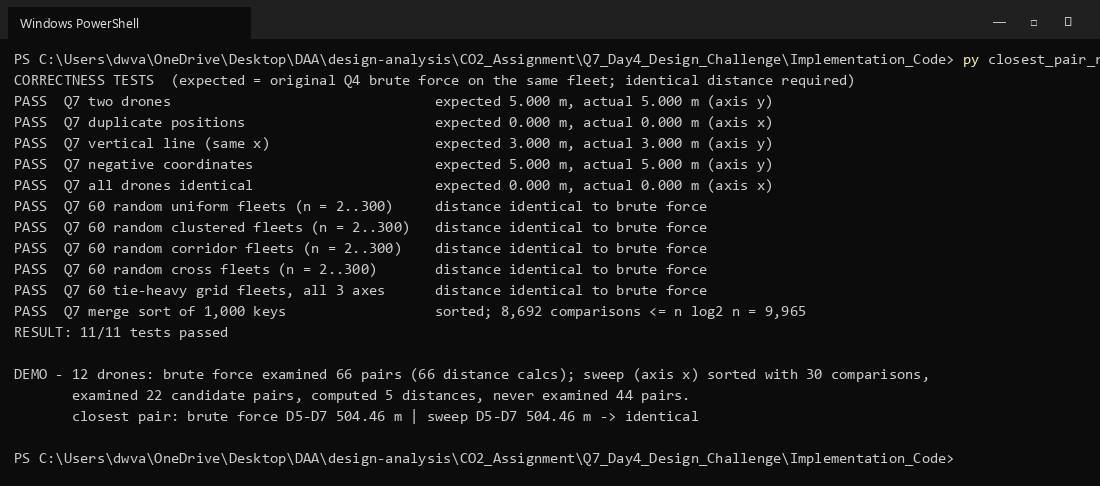 Windows PowerShell
PS C:\Users\dwva\OneDrive\Desktop\DAA\design-analysis\CO2_Assignment\Q7_Day4_Design_Challenge\Implementation_Code> py closest_pair_r
CORRECTNESS TESTS  (expected = original Q4 brute force on the same fleet; identical distance required)
PASS  Q7 two drones                                expected 5.000 m, actual 5.000 m (axis y)
PASS  Q7 duplicate positions                       expected 0.000 m, actual 0.000 m (axis x)
PASS  Q7 vertical line (same x)                    expected 3.000 m, actual 3.000 m (axis y)
PASS  Q7 negative coordinates                      expected 5.000 m, actual 5.000 m (axis y)
PASS  Q7 all drones identical                      expected 0.000 m, actual 0.000 m (axis x)
PASS  Q7 60 random uniform fleets (n = 2..300)     distance identical to brute force
PASS  Q7 60 random clustered fleets (n = 2..300)   distance identical to brute force
PASS  Q7 60 random corridor fleets (n = 2..300)    distance identical to brute force
PASS  Q7 60 random cross fleets (n = 2..300)       distance identical to brute force
PASS  Q7 60 tie-heavy grid fleets, all 3 axes      distance identical to brute force
PASS  Q7 merge sort of 1,000 keys                  sorted; 8,692 comparisons <= n log2 n = 9,965
RESULT: 11/11 tests passed
DEMO - 12 drones: brute force examined 66 pairs (66 distance calcs); sweep (axis x) sorted with 30 comparisons,
examined 22 candidate pairs, computed 5 distances, never examined 44 pairs.
closest pair: brute force D5-D7 504.46 m | sweep D5-D7 504.46 m -> identical
PS C:\Users\dwva\OneDrive\Desktop\DAA\design-analysis\CO2_Assignment\Q7_Day4_Design_Challenge\Implementation_Code>